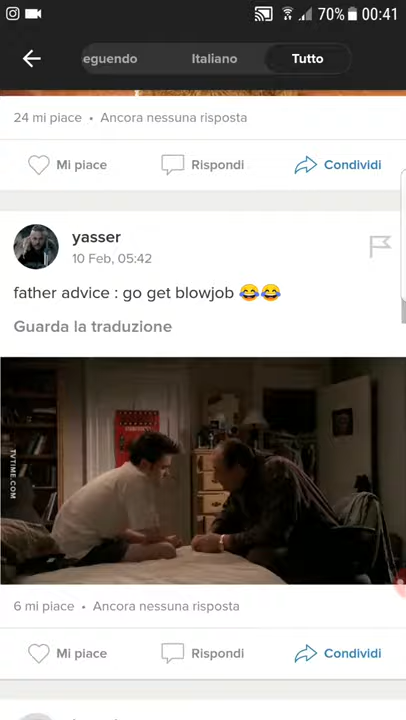 70% 00:41
eguendo Italiano Tutto
24 mi piace • Ancora nessuna risposta
Mi piace Rispondi Condividi
yasser
10 Feb, 05:42
father advice : go get blowjob 😂😂
Guarda la traduzione
TVTIME.COM
6 mi piace • Ancora nessuna risposta
Mi piace Rispondi Condividi